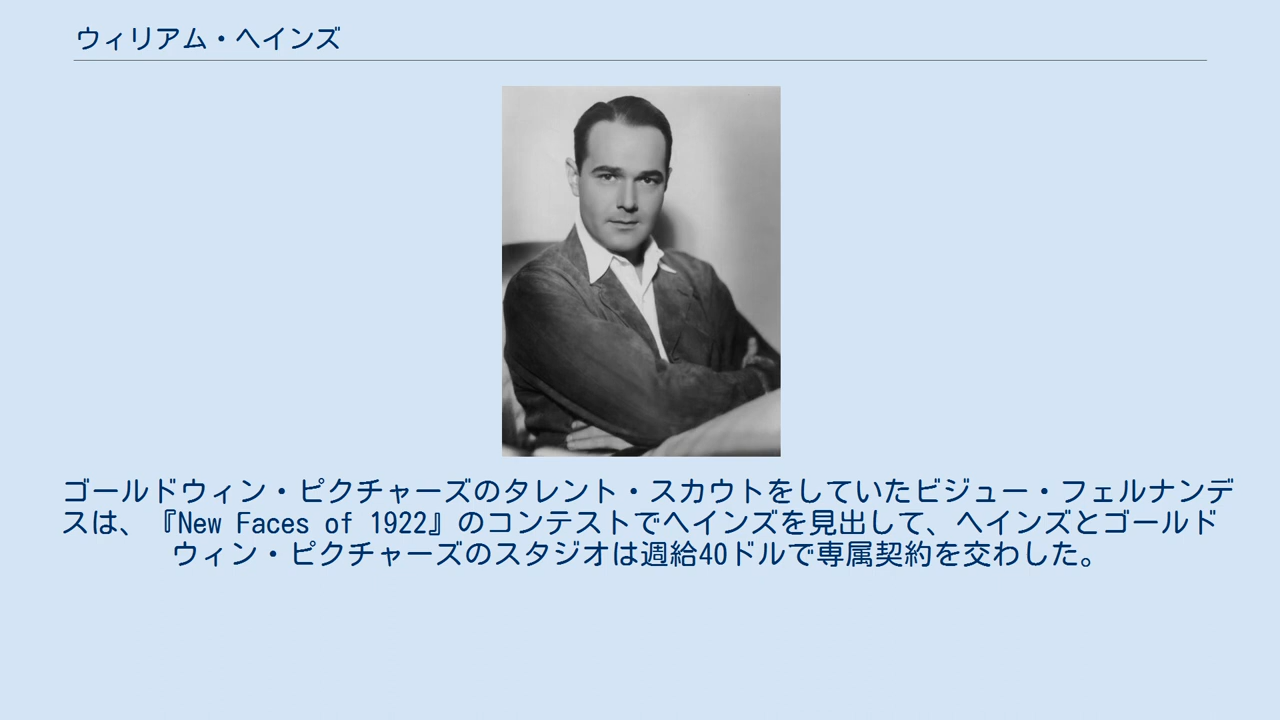 ウィリアム・ヘインズ
ゴールドウィン・ピクチャーズのタレント・スカウトをしていたビジュー・フェルナンデ
スは、『New Faces of 1922』のコンテストでヘインズを見出して、ヘインズとゴールド
ウィン・ピクチャーズのスタジオは週給40ドルで専属契約を交わした。